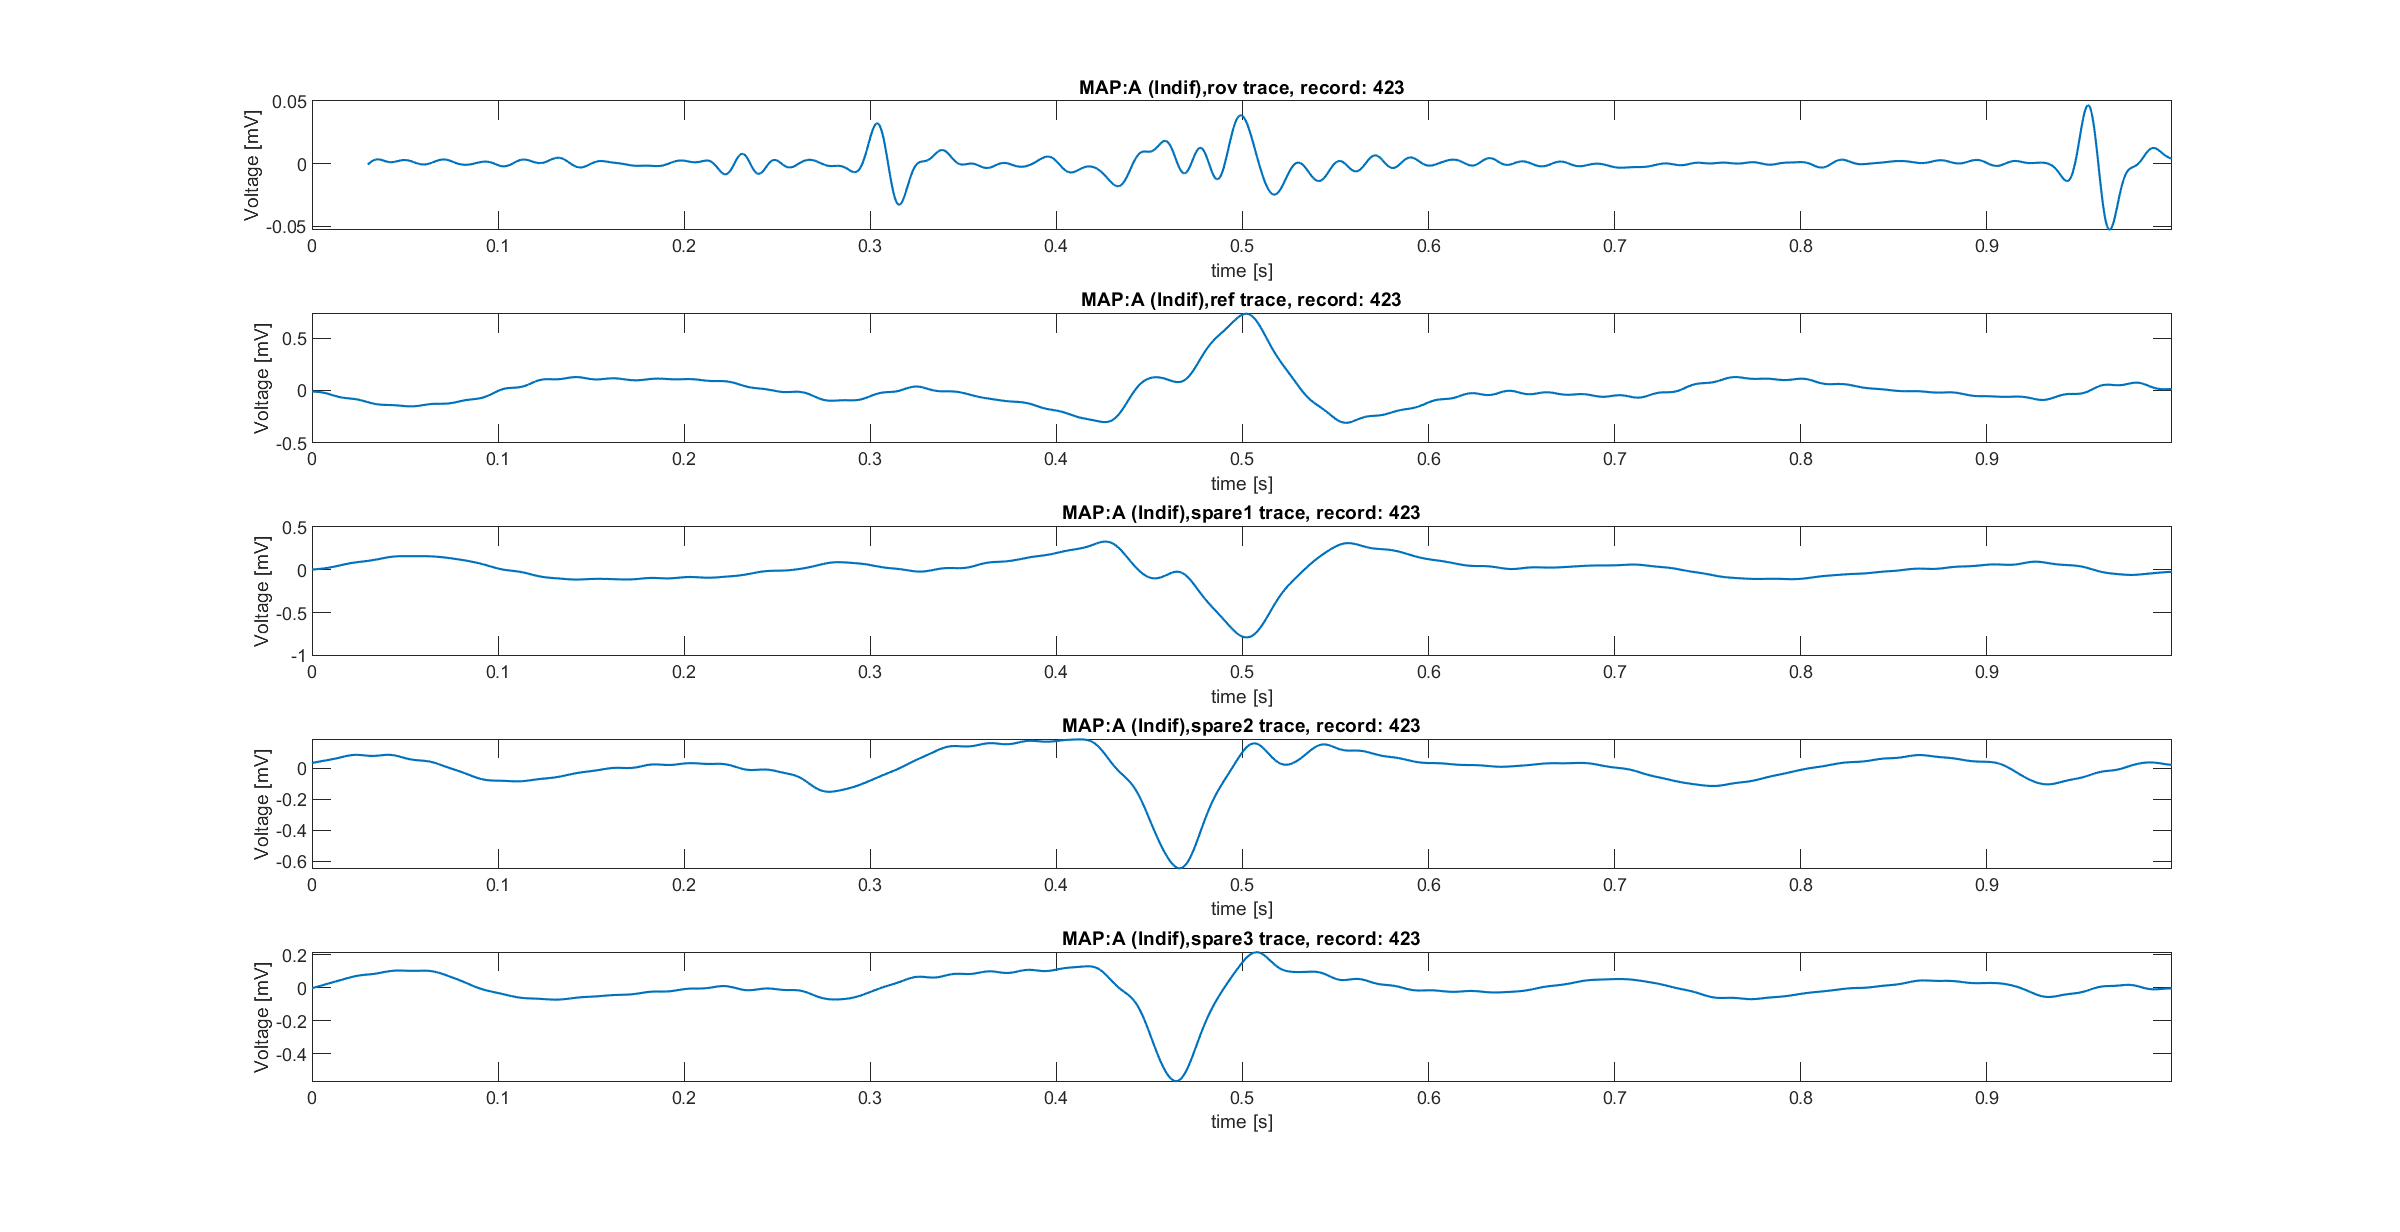 MAP:A (Indif),rov trace, record: 423
Voltage [mV]
0.05
0
-0.05
0 0.1 0.2 0.3 0.4 0.5 0.6 0.7 0.8 0.9
time [s]
MAP:A (Indif),ref trace, record: 423
Voltage [mV]
0.5
0
-0.5
0 0.1 0.2 0.3 0.4 0.5 0.6 0.7 0.8 0.9
time [s]
MAP:A (Indif),spare1 trace, record: 423
Voltage [mV]
0.5
0
-0.5
-1
0 0.1 0.2 0.3 0.4 0.5 0.6 0.7 0.8 0.9
time [s]
MAP:A (Indif),spare2 trace, record: 423
Voltage [mV]
0
-0.2
-0.4
-0.6
0 0.1 0.2 0.3 0.4 0.5 0.6 0.7 0.8 0.9
time [s]
MAP:A (Indif),spare3 trace, record: 423
Voltage [mV]
0.2
0
-0.2
-0.4
0 0.1 0.2 0.3 0.4 0.5 0.6 0.7 0.8 0.9
time [s]